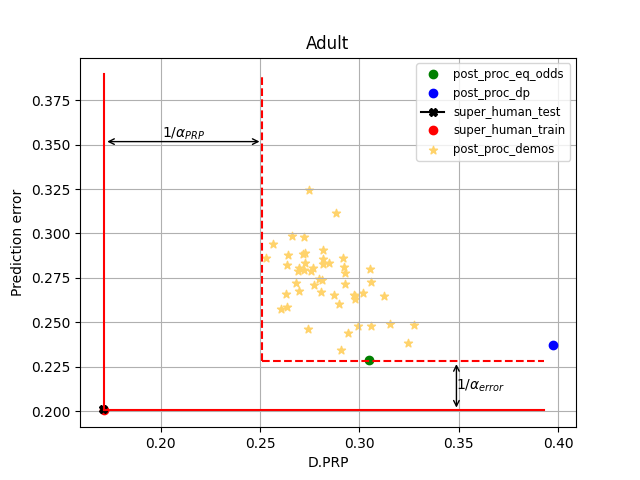 Adult
post_proc_eq_odds
post_proc_dp
super_human_test
super_human_train
post_proc_demos
1/α_PRP
1/α_error
Prediction error
0.375
0.350
0.325
0.300
0.275
0.250
0.225
0.200
0.20 0.25 0.30 0.35 0.40
D.PRP